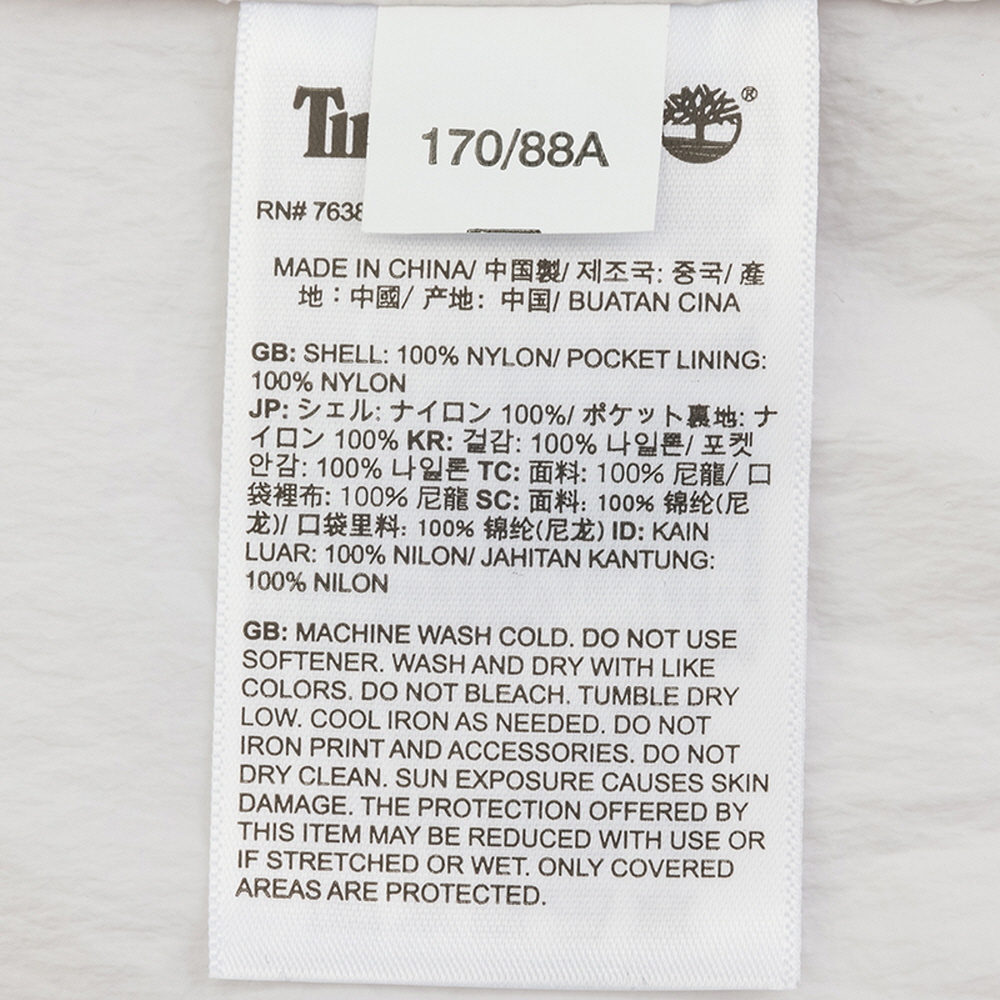 170/88A
®
RN# 7638
MADE IN CHINA/ 中国製/ 제조국: 중국/ 產
地：中國/ 产地：中国/ BUATAN CINA
GB: SHELL: 100% NYLON/ POCKET LINING:
100% NYLON
JP: シェル: ナイロン 100%/ ポケット裏地: ナ
イロン 100% KR: 겉감: 100% 나일론/ 포켓
안감: 100% 나일론 TC: 面料: 100% 尼龍/ 口
袋裡布: 100% 尼龍 SC: 面料: 100% 锦纶(尼
龙)/ 口袋里料: 100% 锦纶(尼龙) ID: KAIN
LUAR: 100% NILON/ JAHITAN KANTUNG:
100% NILON
GB: MACHINE WASH COLD. DO NOT USE
SOFTENER. WASH AND DRY WITH LIKE
COLORS. DO NOT BLEACH. TUMBLE DRY
LOW. COOL IRON AS NEEDED. DO NOT
IRON PRINT AND ACCESSORIES. DO NOT
DRY CLEAN. SUN EXPOSURE CAUSES SKIN
DAMAGE. THE PROTECTION OFFERED BY
THIS ITEM MAY BE REDUCED WITH USE OR
IF STRETCHED OR WET. ONLY COVERED
AREAS ARE PROTECTED.